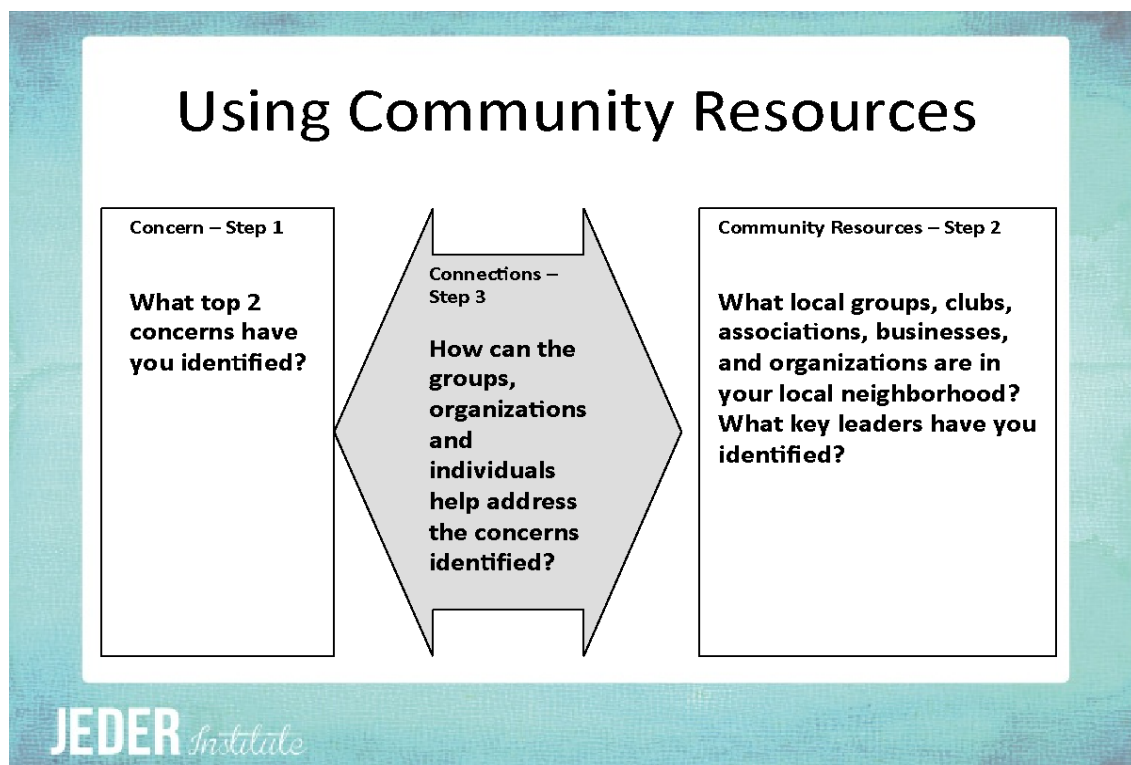 Using Community Resources
Concern – Step 1
What top 2
concerns have
you identified?
Connections –
Step 3
How can the
groups,
organizations
and
individuals
help address
the concerns
identified?
Community Resources – Step 2
What local groups, clubs,
associations, businesses,
and organizations are in
your local neighborhood?
What key leaders have you
identified?
JEDER Institute